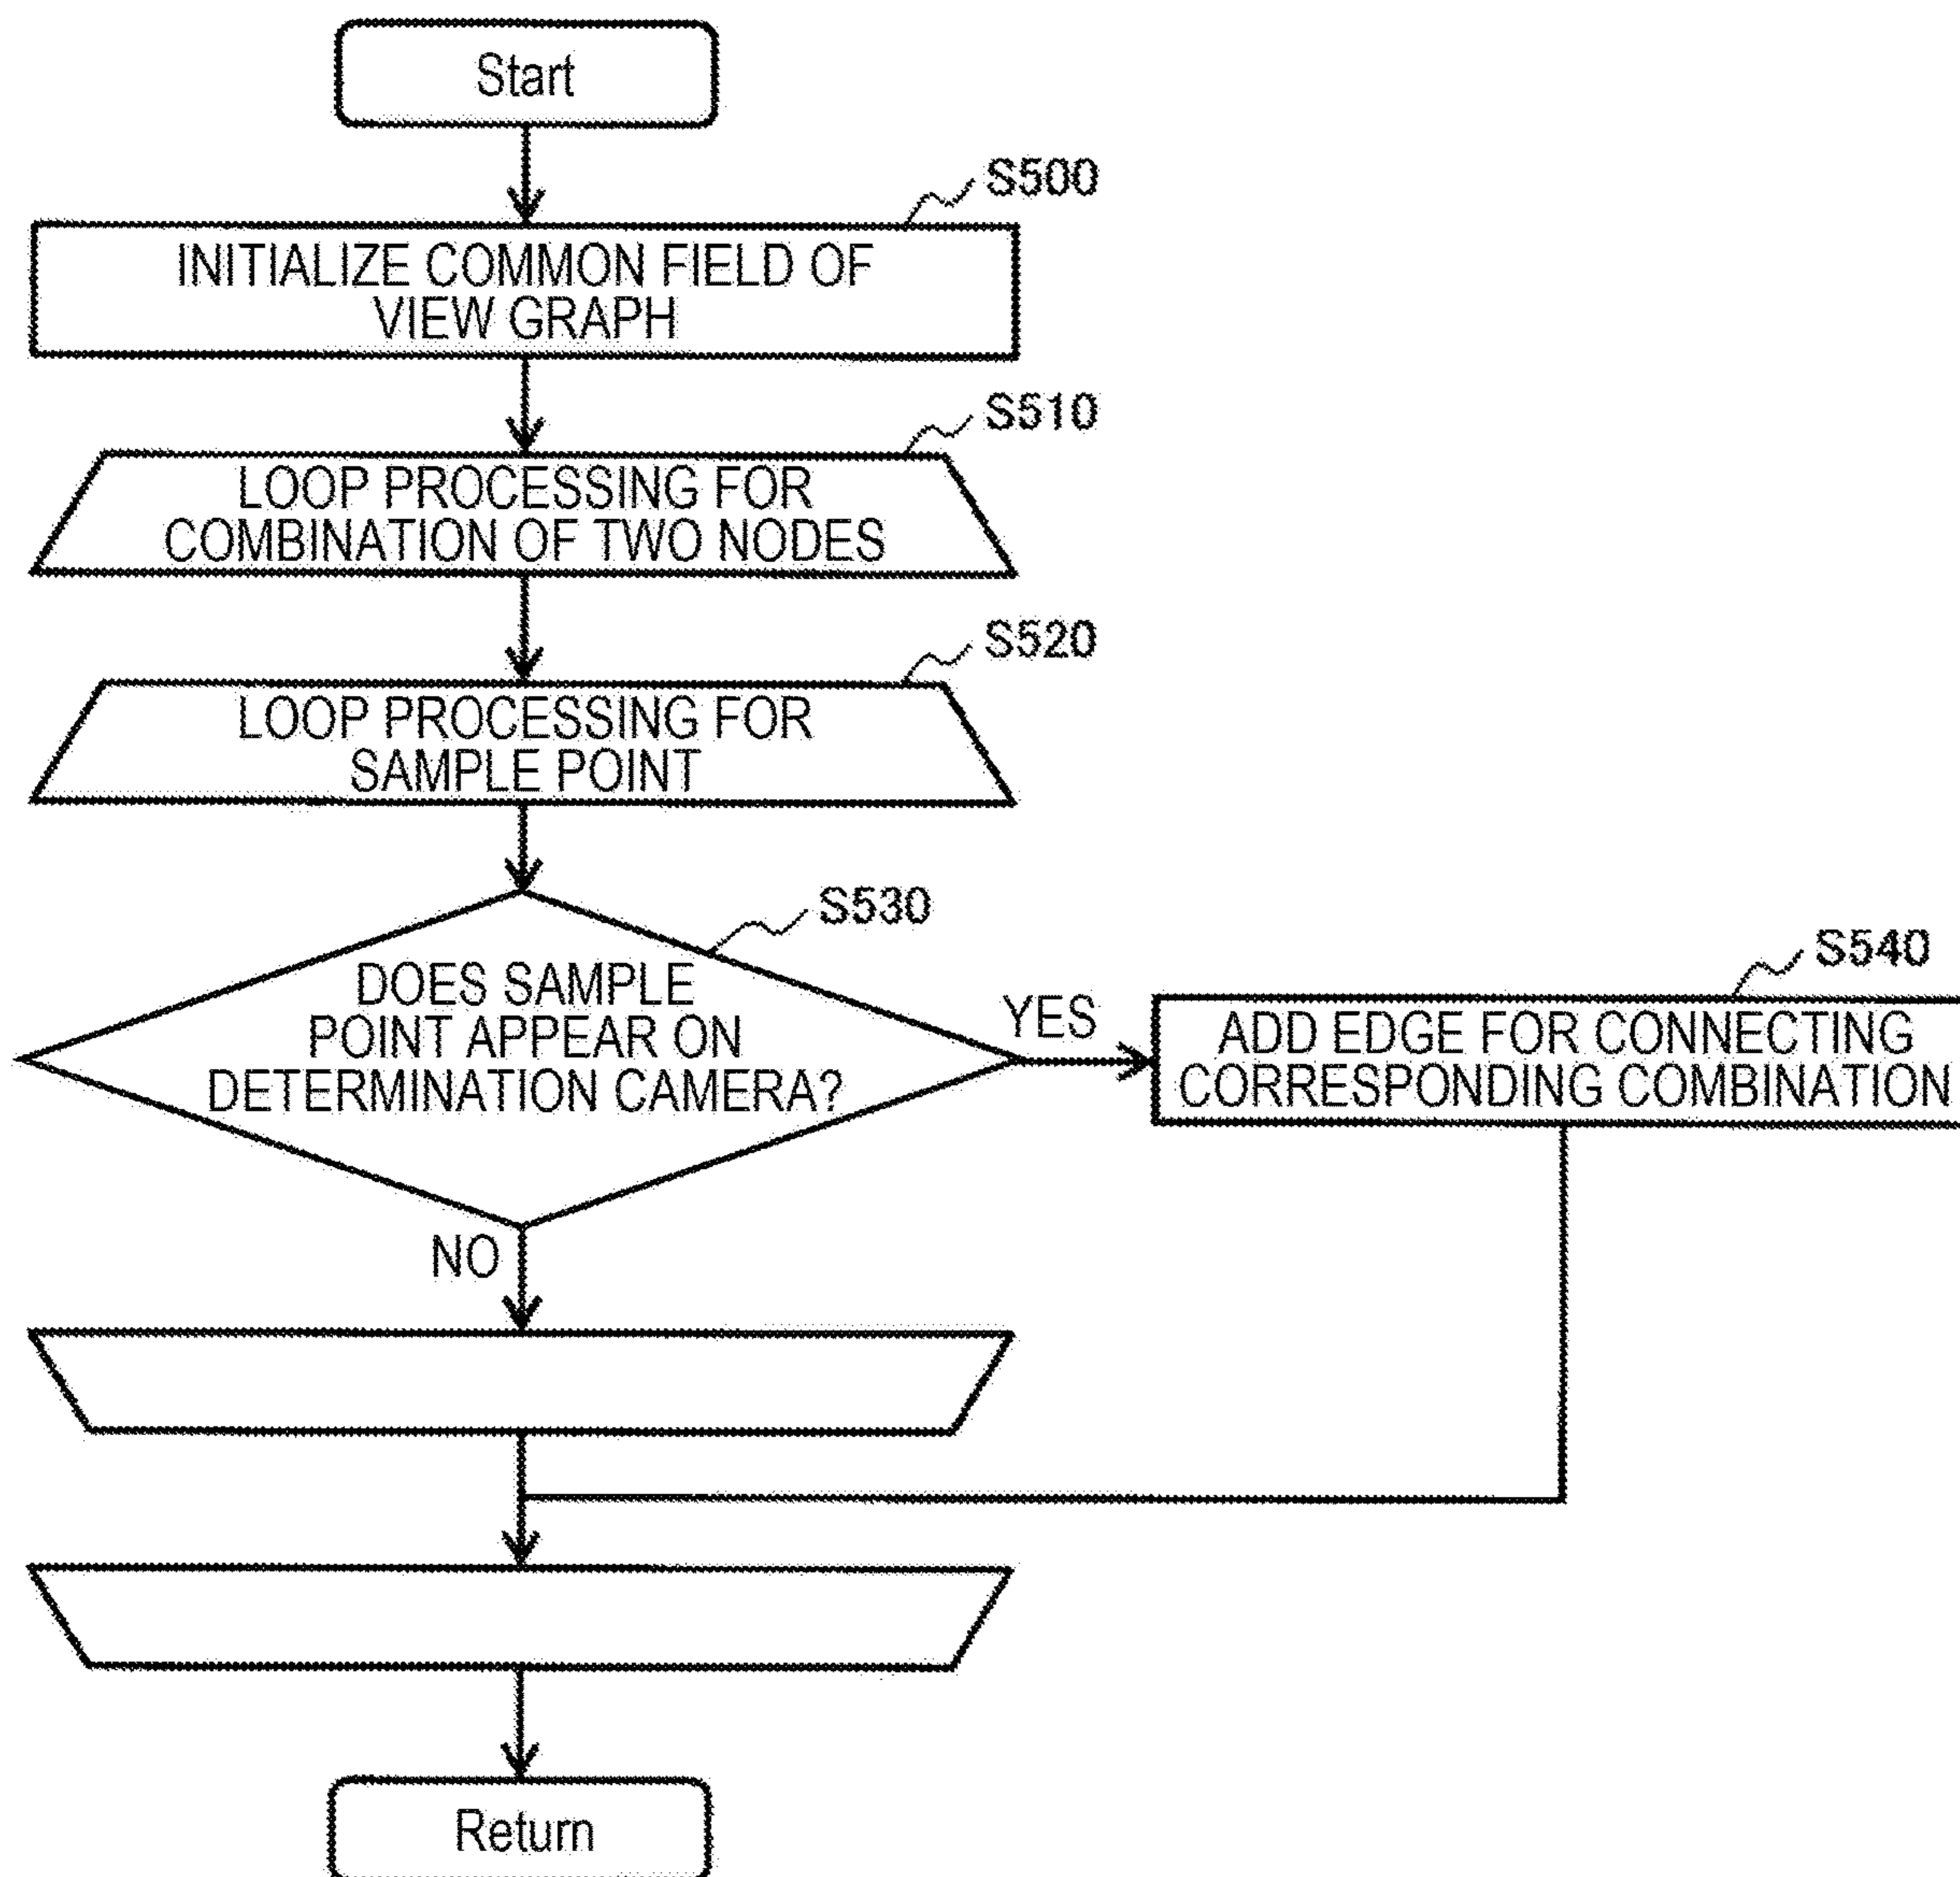 Start
S500
INITIALIZE COMMON FIELD OF
VIEW GRAPH
S510
LOOP PROCESSING FOR
COMBINATION OF TWO NODES
S520
LOOP PROCESSING FOR
SAMPLE POINT
S530
DOES SAMPLE
POINT APPEAR ON
DETERMINATION CAMERA?
YES
S540
ADD EDGE FOR CONNECTING
CORRESPONDING COMBINATION
NO
Return